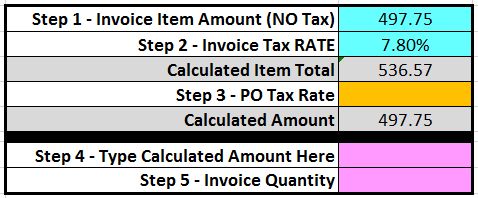 Step 1 - Invoice Item Amount (NO Tax) 497.75
Step 2 - Invoice Tax RATE 7.80%
Calculated Item Total 536.57
Step 3 - PO Tax Rate
Calculated Amount 497.75
Step 4 - Type Calculated Amount Here
Step 5 - Invoice Quantity